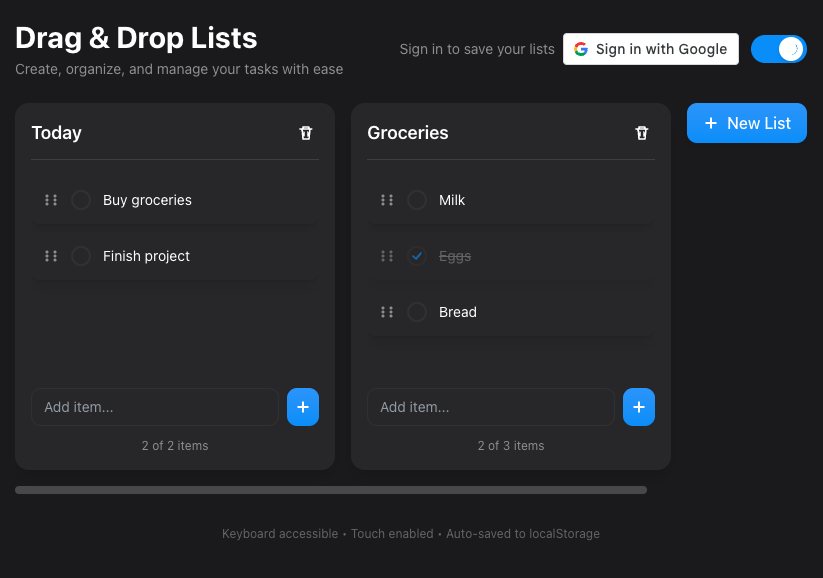 Drag & Drop Lists
Create, organize, and manage your tasks with ease
Sign in to save your lists
Sign in with Google
Today
Buy groceries
Finish project
Add item...
2 of 2 items
Groceries
Milk
Eggs
Bread
Add item...
2 of 3 items
New List
Keyboard accessible • Touch enabled • Auto-saved to localStorage